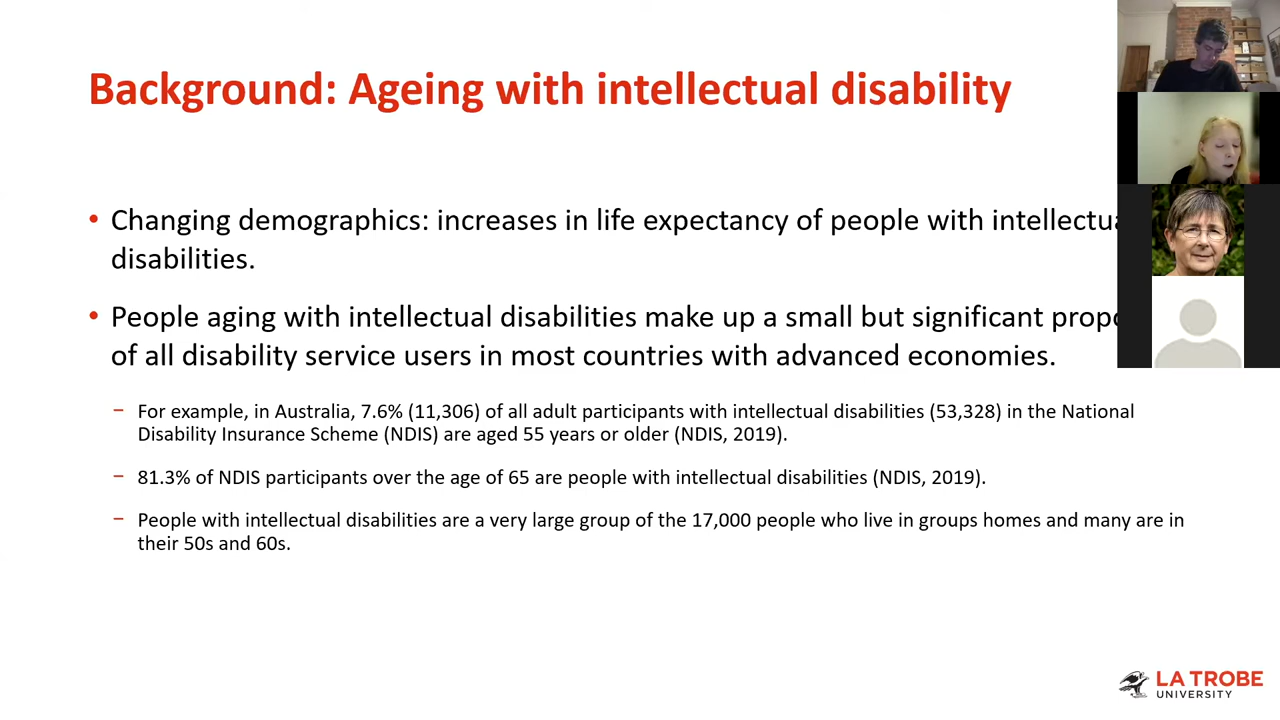 Background: Ageing with intellectual disability
• Changing demographics: increases in life expectancy of people with
disabilities.
• People aging with intellectual disabilities make up a small but significant
of all disability service users in most countries with advanced economies.
– For example, in Australia, 7.6% (11,306) of all adult participants with intellectual disabilities (53,328) in the National
Disability Insurance Scheme (NDIS) are aged 55 years or older (NDIS, 2019).
– 81.3% of NDIS participants over the age of 65 are people with intellectual disabilities (NDIS, 2019).
– People with intellectual disabilities are a very large group of the 17,000 people who live in groups homes and many are in
their 50s and 60s.
LA TROBE
UNIVERSITY